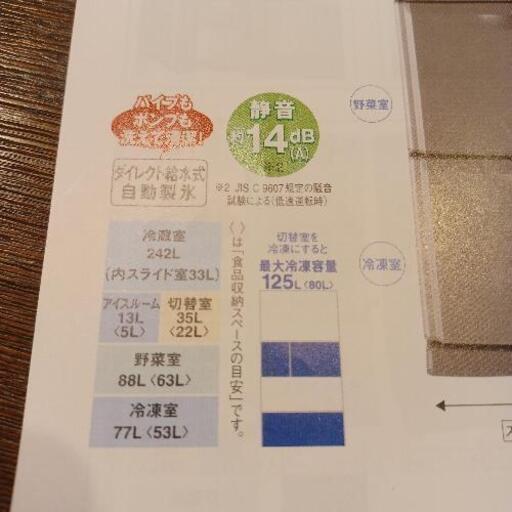 パイプも
ポンプも
洗えて清潔!
静音
約14dB
(A)
※2
※2 JIS C 9607規定の騒音
試験による(低速運転時)
ダイレクト給水式
自動製氷
野菜室
冷凍室
冷蔵室
242L
(内スライド室33L)
アイスルーム
13L
〈5L〉
切替室
35L
〈22L〉
野菜室
88L〈63L〉
冷凍室
77L〈53L〉
〈 〉は「食品収納スペースの目安」です。
切替室を
冷凍にすると
最大冷凍容量
125L〈80L〉